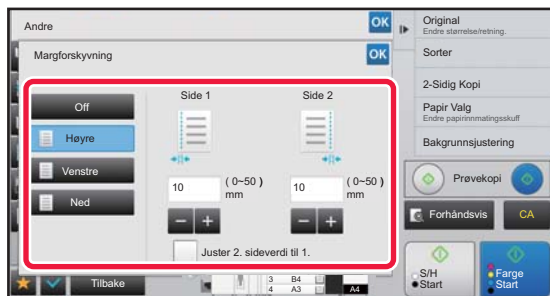 Andre
OK
Margforskyvning
OK
Off
Høyre
Venstre
Ned
Side 1
Side 2
10
( 0~50 )
mm
10
( 0~50 )
mm
Juster 2. sideverdi til 1.
Tilbake
3 B4
4 A3
A4
Original
Endre størrelse/retning.
Sorter
2-Sidig Kopi
Papir Valg
Endre papirinnmatingsskuff
Bakgrunnsjustering
Prøvekopi
Forhåndsvis
CA
S/H
Start
Farge
Start